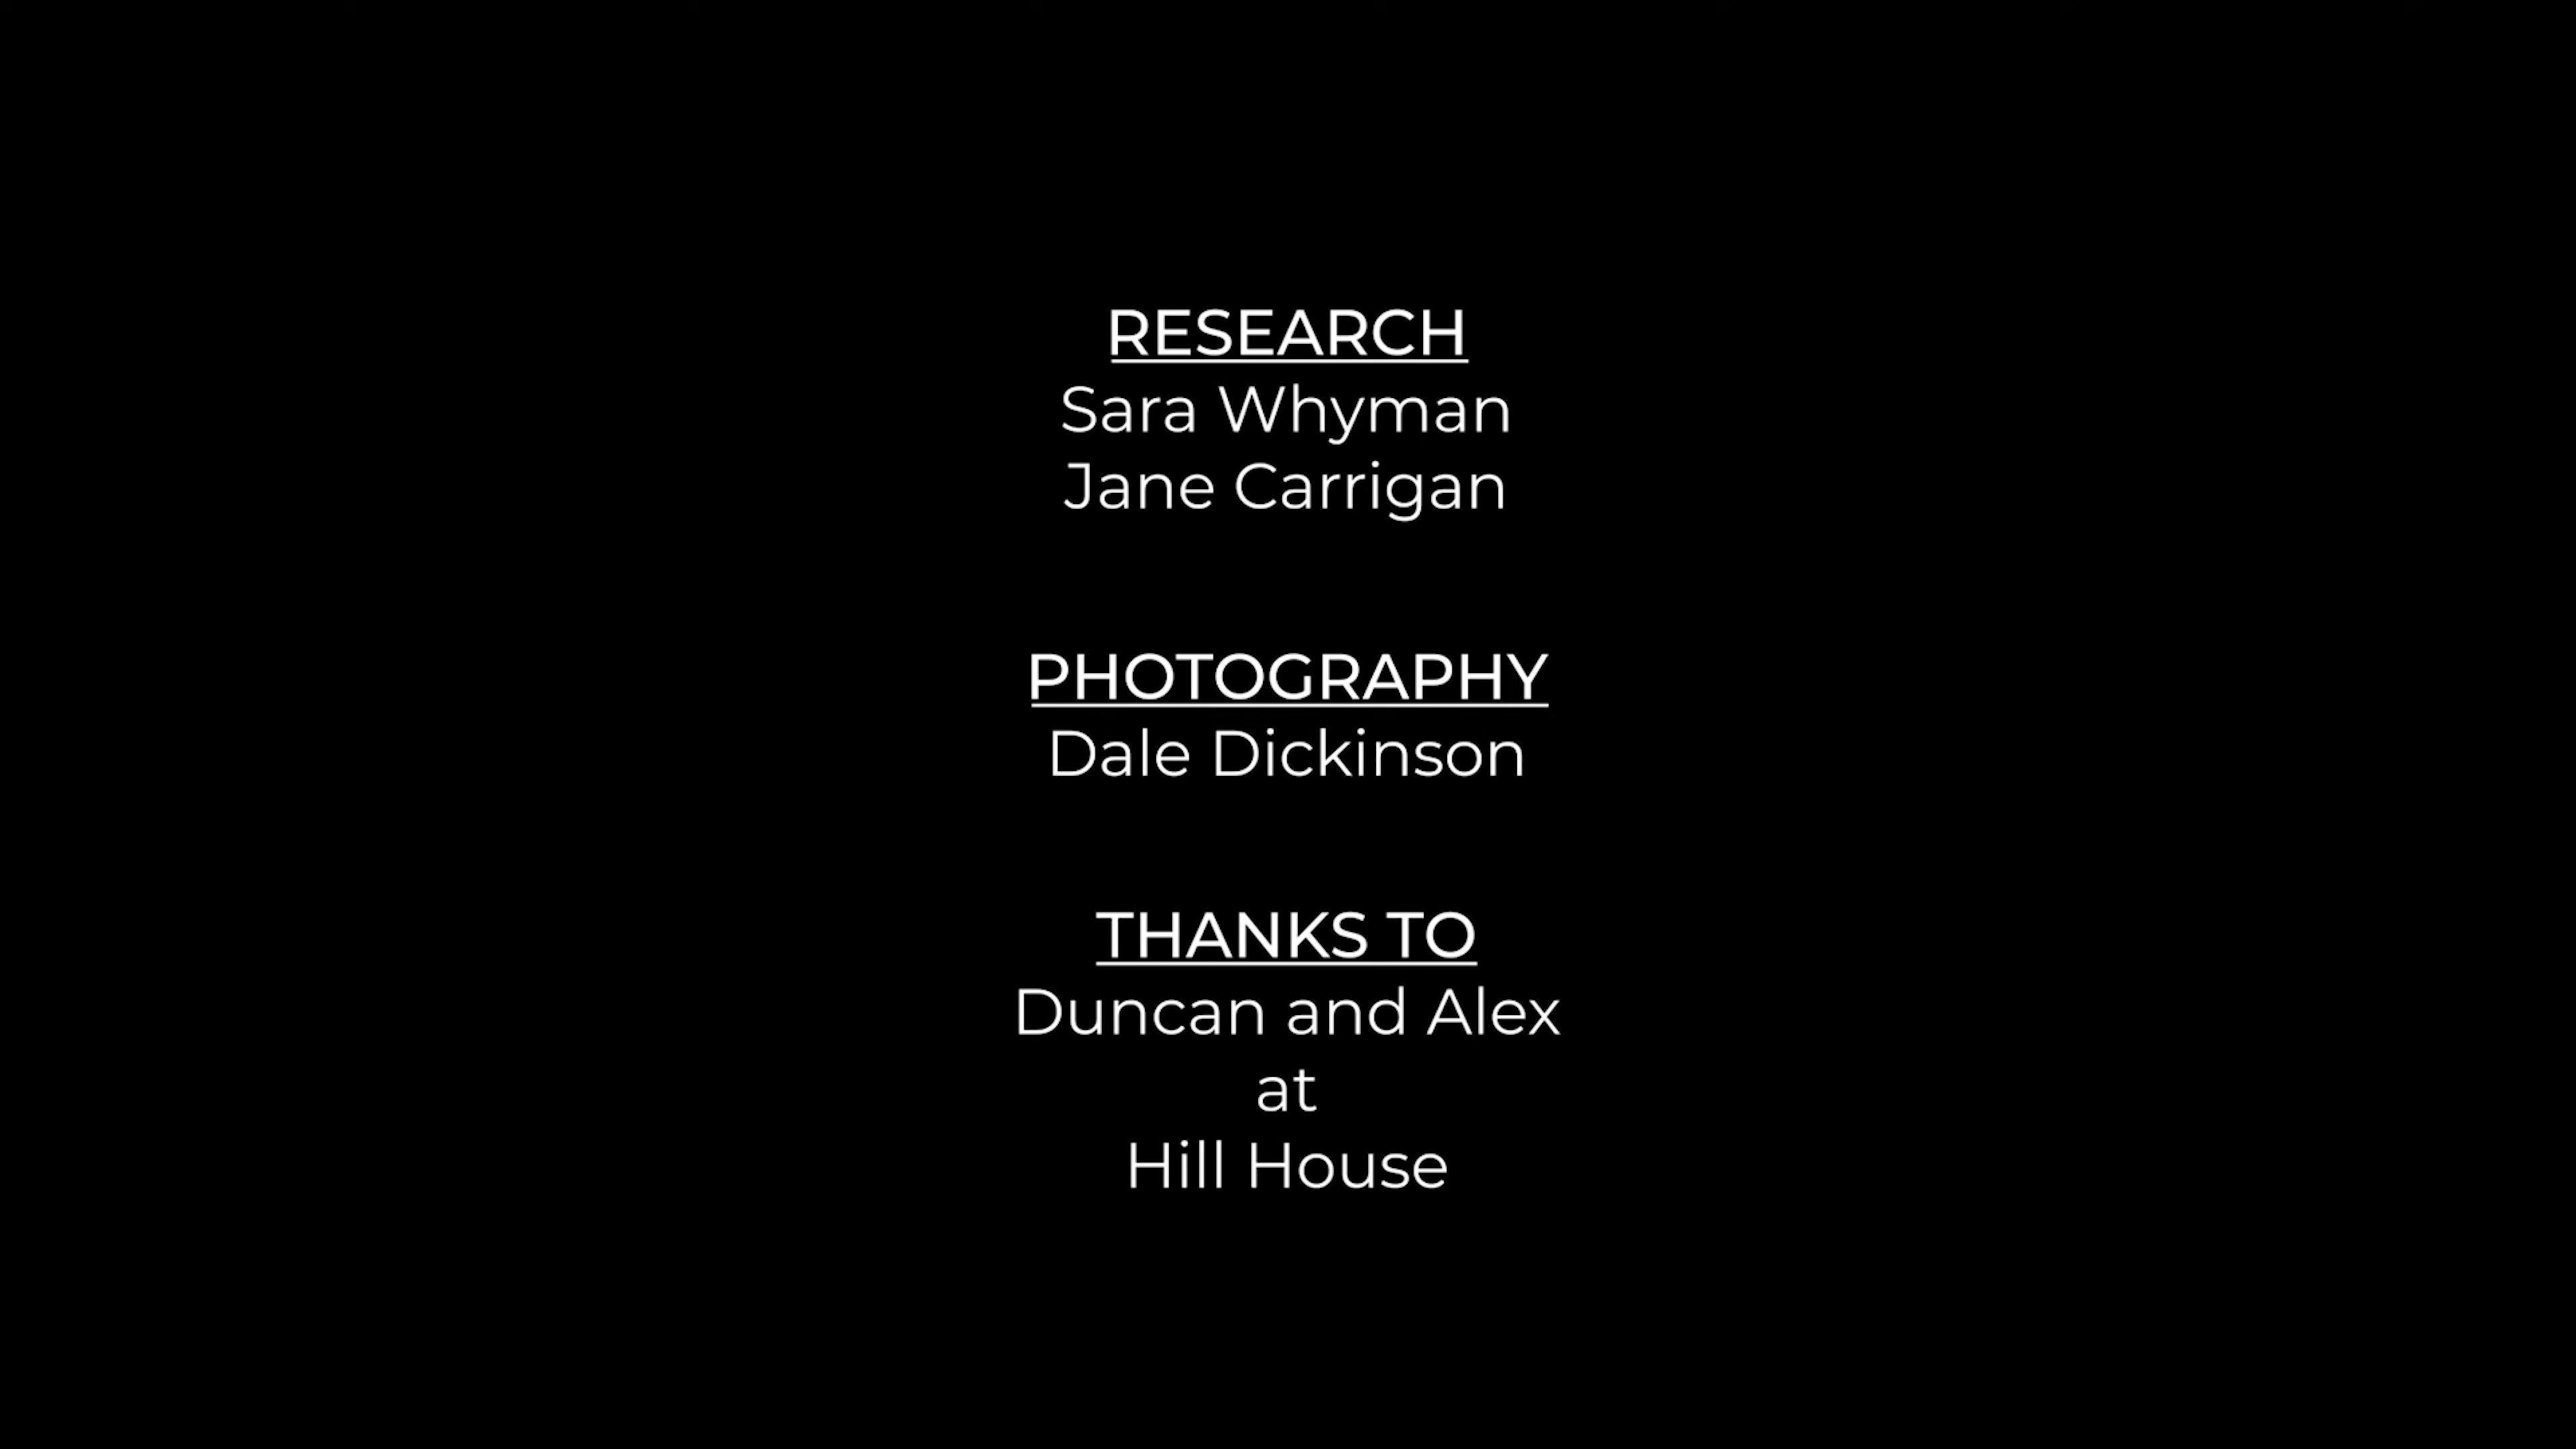 RESEARCH
Sara Whyman
Jane Carrigan
PHOTOGRAPHY
Dale Dickinson
THANKS TO
Duncan and Alex
at
Hill House